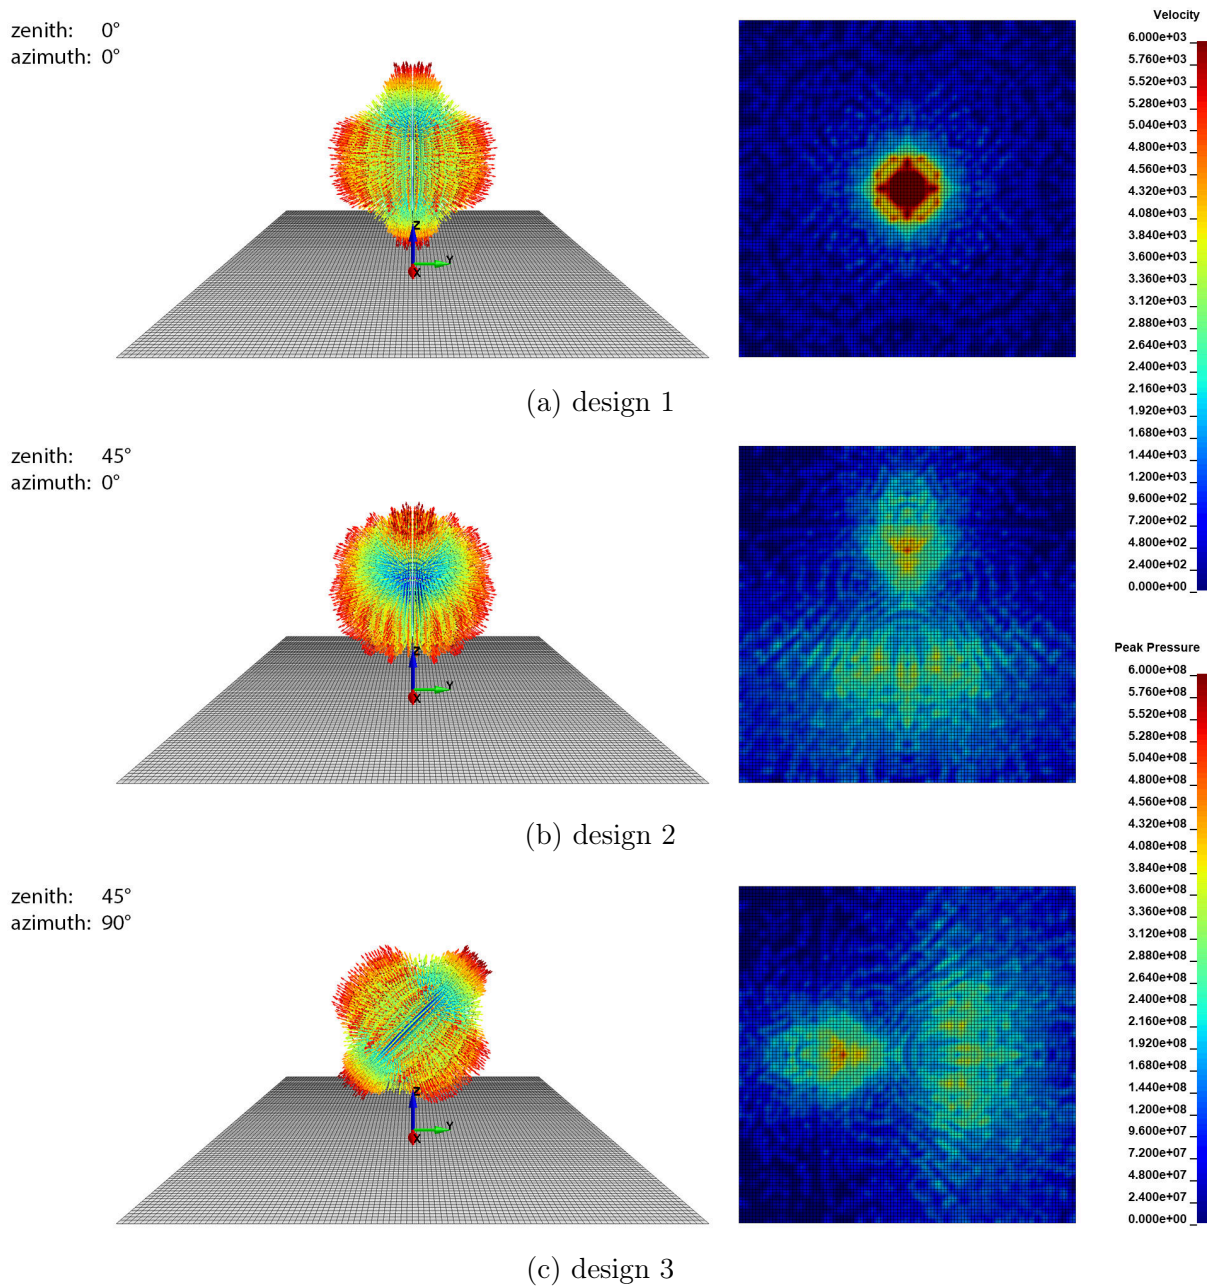 zenith: 0°
azimuth: 0°
Z
Y
X
(a) design 1
zenith: 45°
azimuth: 0°
Z
Y
X
(b) design 2
zenith: 45°
azimuth: 90°
Z
Y
X
(c) design 3
Velocity
6.000e+03
5.760e+03
5.520e+03
5.280e+03
5.040e+03
4.800e+03
4.560e+03
4.320e+03
4.080e+03
3.840e+03
3.600e+03
3.360e+03
3.120e+03
2.880e+03
2.640e+03
2.400e+03
2.160e+03
1.920e+03
1.680e+03
1.440e+03
1.200e+03
9.600e+02
7.200e+02
4.800e+02
2.400e+02
0.000e+00
Peak Pressure
6.000e+08
5.760e+08
5.520e+08
5.280e+08
5.040e+08
4.800e+08
4.560e+08
4.320e+08
4.080e+08
3.840e+08
3.600e+08
3.360e+08
3.120e+08
2.880e+08
2.640e+08
2.400e+08
2.160e+08
1.920e+08
1.680e+08
1.440e+08
1.200e+08
9.600e+07
7.200e+07
4.800e+07
2.400e+07
0.000e+00